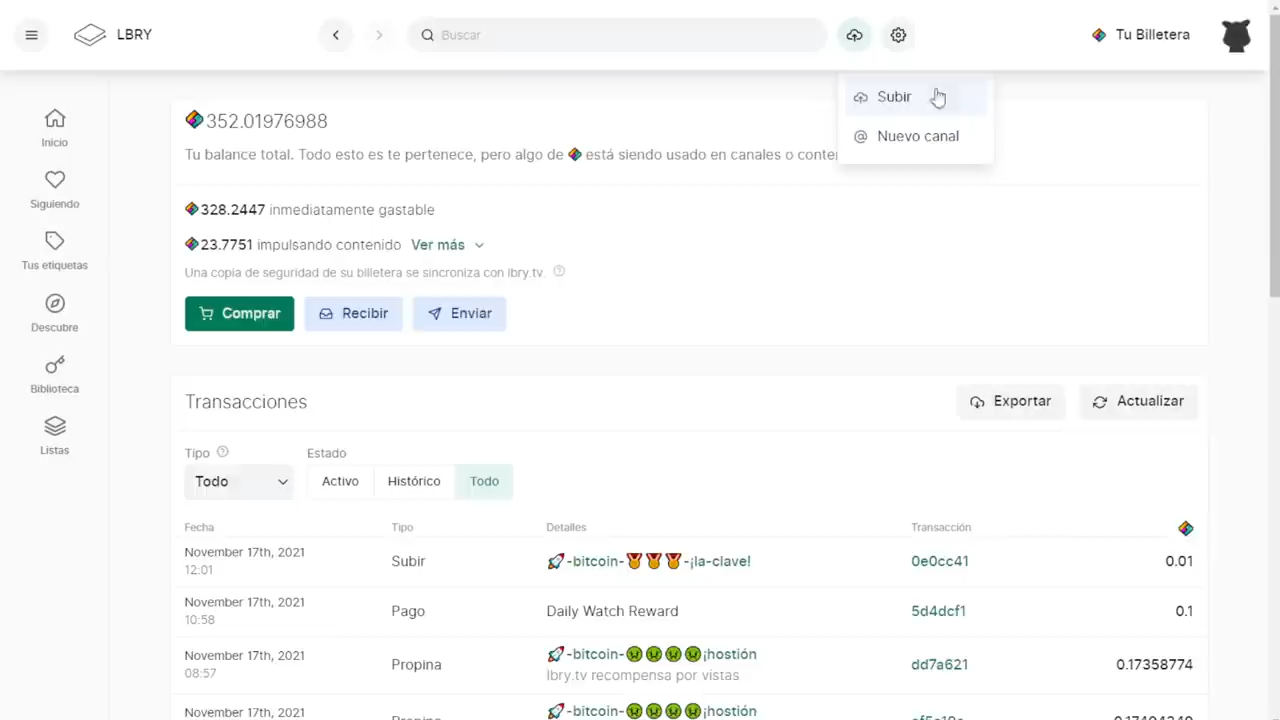 LBRY
Buscar
Tu Billetera
Subir
Nuevo canal
Inicio
Siguiendo
Tus etiquetas
Descubre
Biblioteca
Listas
352.01976988
Tu balance total. Todo esto es te pertenece, pero algo de está siendo usado en canales o
328.2447 inmediatamente gastable
23.7751 impulsando contenido Ver más
Una copia de seguridad de su billetera se sincroniza con lbry.tv.
Comprar Recibir Enviar
Transacciones
Exportar Actualizar
Tipo Estado
Todo Activo Histórico Todo
Fecha Tipo Detalles Transacción
November 17th, 2021
12:01
Subir 🚀-bitcoin-🏅🏅🏅-¡la-clave! 0e0cc41 0.01
November 17th, 2021
10:58
Pago Daily Watch Reward 5d4dcf1 0.1
November 17th, 2021
08:57
Propina 🚀-bitcoin-🤢🤢🤢🤢¡hostión dd7a621 0.17358774
lbry.tv recompensa por vistas
November 17th, 2021
🚀-bitcoin-🤢🤢🤢🤢¡hostión